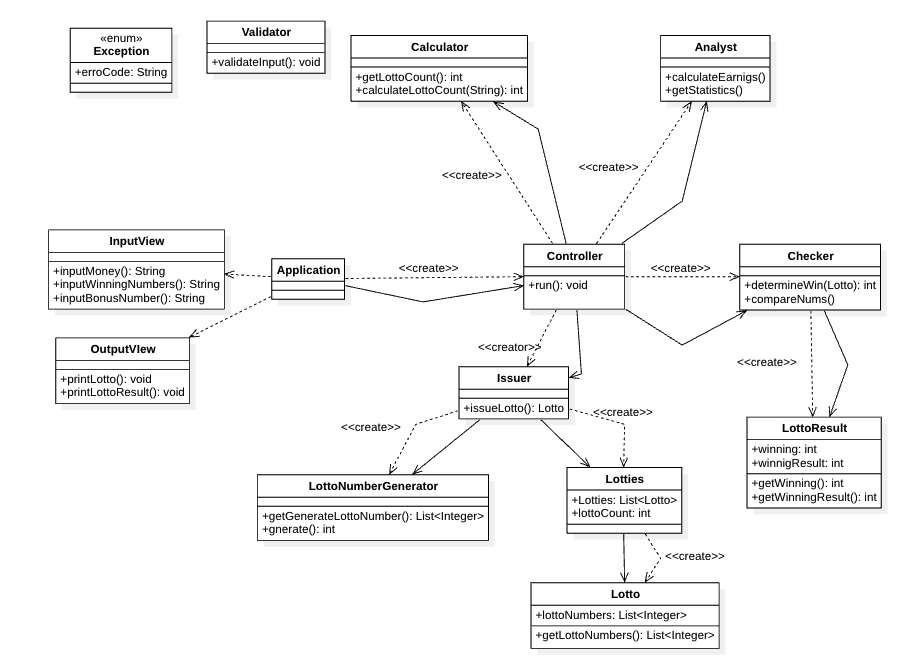 «enum»
Exception
+erroCode: String
Validator
+validateInput(): void
Calculator
+getLottoCount(): int
+calculateLottoCount(String): int
Analyst
+calculateEarnigs()
+getStatistics()
<<create>>
<<create>>
InputView
+inputMoney(): String
+inputWinningNumbers(): String
+inputBonusNumber(): String
Application
<<create>>
Controller
+run(): void
<<create>>
Checker
+determineWin(Lotto): int
+compareNums()
OutputVIew
+printLotto(): void
+printLottoResult(): void
<<creator>>
<<create>>
Issuer
+issueLotto(): Lotto
<<create>>
<<create>>
LottoResult
+winning: int
+winnigResult: int
+getWinning(): int
+getWinningResult(): int
LottoNumberGenerator
+getGenerateLottoNumber(): List<Integer>
+gnerate(): int
Lotties
+Lotties: List<Lotto>
+lottoCount: int
<<create>>
Lotto
+lottoNumbers: List<Integer>
+getLottoNumbers(): List<Integer>